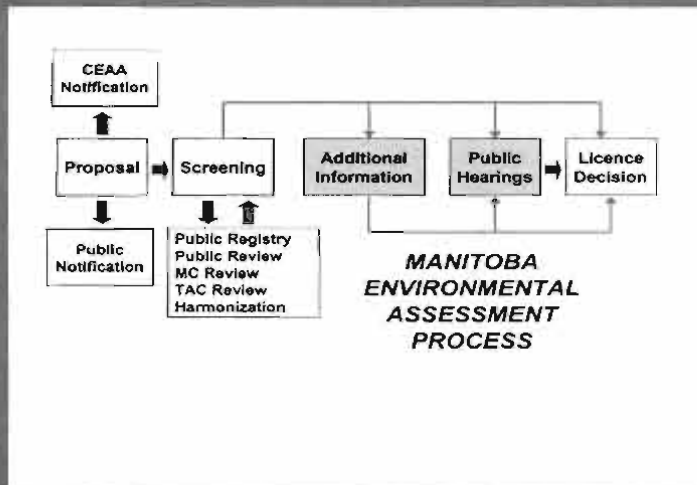 CEAA
Notification
Proposal
Screening
Additional
Information
Public
Hearings
Licence
Decision
Public
Notification
Public Registry
Public Review
MC Review
TAC Review
Harmonization
MANITOBA
ENVIRONMENTAL
ASSESSMENT
PROCESS